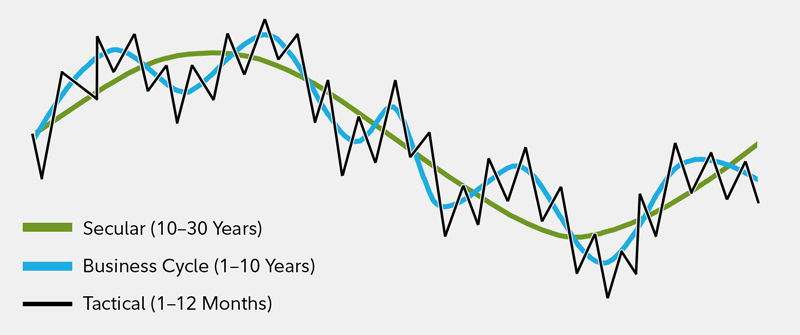 Secular (10–30 Years)
Business Cycle (1–10 Years)
Tactical (1–12 Months)